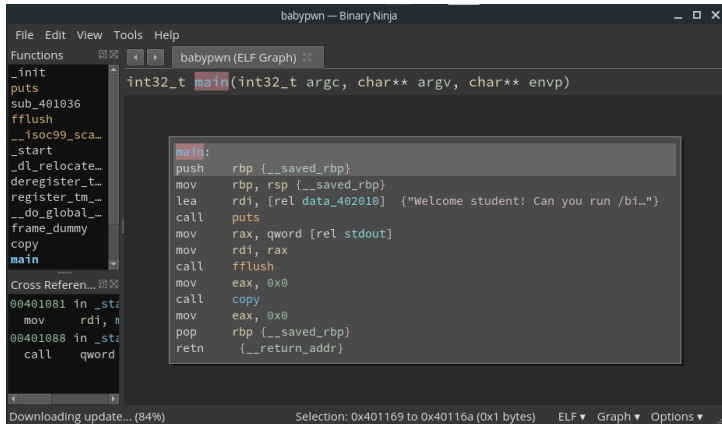 babypwn — Binary Ninja
File Edit View Tools Help
Functions
babypwn (ELF Graph)
_init
puts
sub_401036
fflush
__isoc99_sca…
_start
_dl_relocate…
deregister_t…
register_tm_…
__do_global_…
frame_dummy
copy
main
int32_t main(int32_t argc, char** argv, char** envp)
main:
push rbp {__saved_rbp}
mov rbp, rsp {__saved_rbp}
lea rdi, [rel data_402010] {"Welcome student! Can you run /bi…"}
call puts
mov rax, qword [rel stdout]
mov rdi, rax
call fflush
mov eax, 0x0
call copy
mov eax, 0x0
pop rbp {__saved_rbp}
retn {__return_addr}
Cross Referen…
00401081 in _sta
mov rdi, m
00401088 in _sta
call qword
Downloading update... (84%)
Selection: 0x401169 to 0x40116a (0x1 bytes)
ELF ▾ Graph ▾ Options ▾